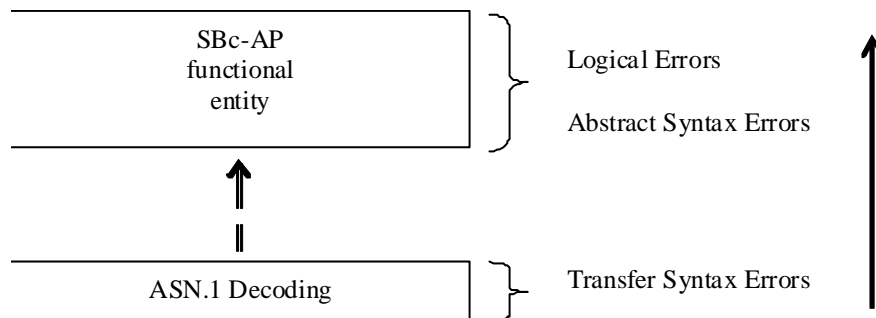 SBc-AP
functional
entity
Logical Errors
Abstract Syntax Errors
ASN.1 Decoding
Transfer Syntax Errors